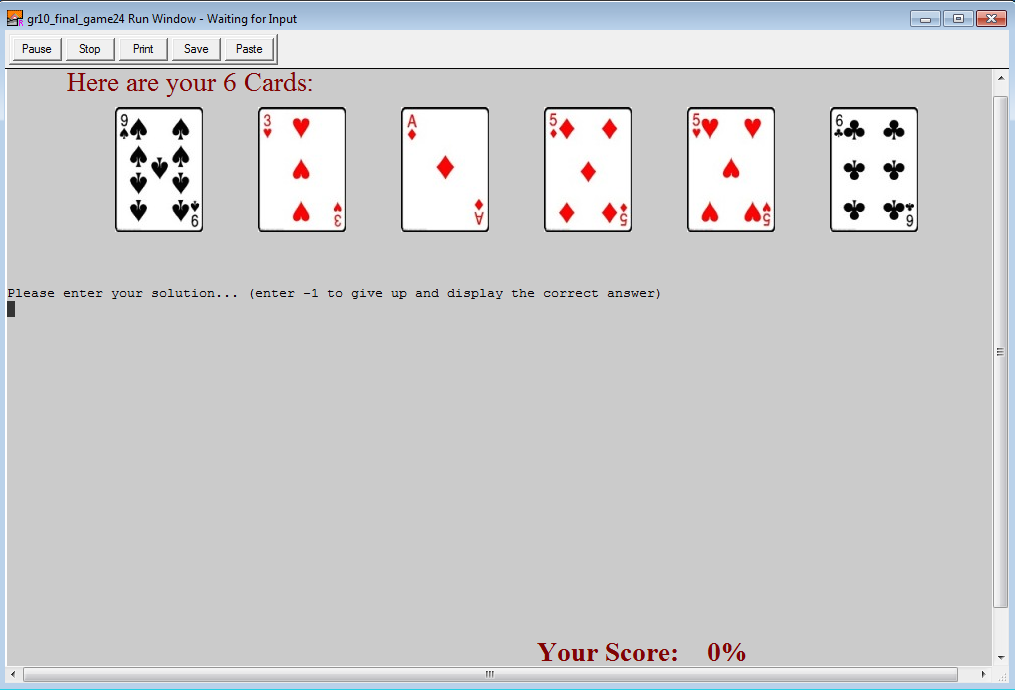 gr10_final_game24 Run Window - Waiting for Input
Pause Stop Print Save Paste
Here are your 6 Cards:
9 3 A 5 5 6
9 3 A 5 5 6
Please enter your solution... (enter -1 to give up and display the correct answer)
Your Score: 0%